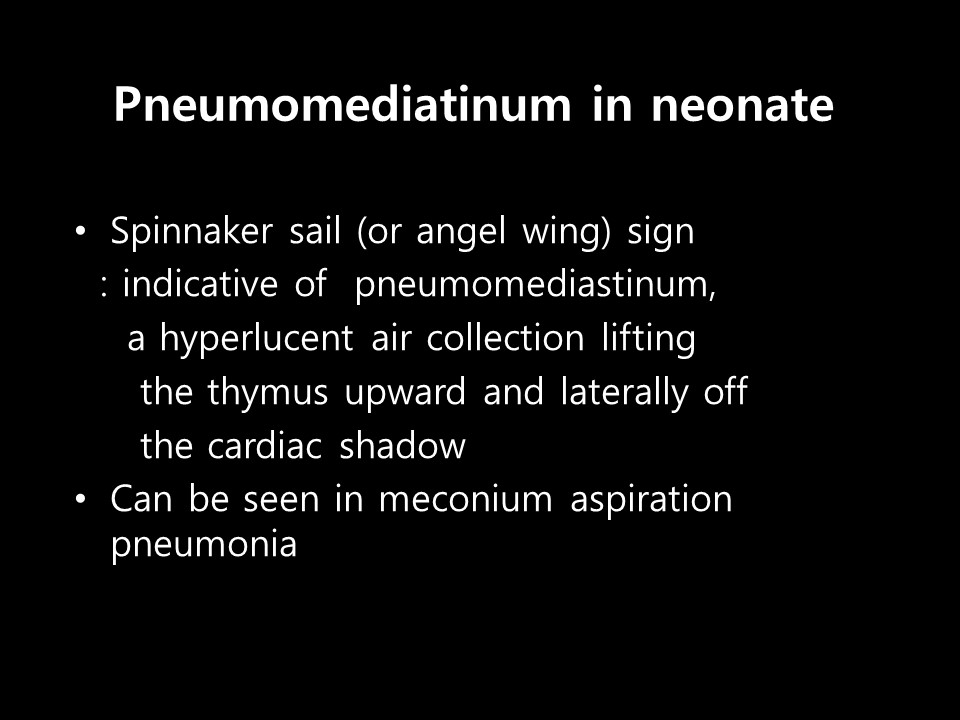 Pneumomediatinum in neonate
• Spinnaker sail (or angel wing) sign
: indicative of pneumomediastinum,
a hyperlucent air collection lifting
the thymus upward and laterally off
the cardiac shadow
• Can be seen in meconium aspiration
pneumonia